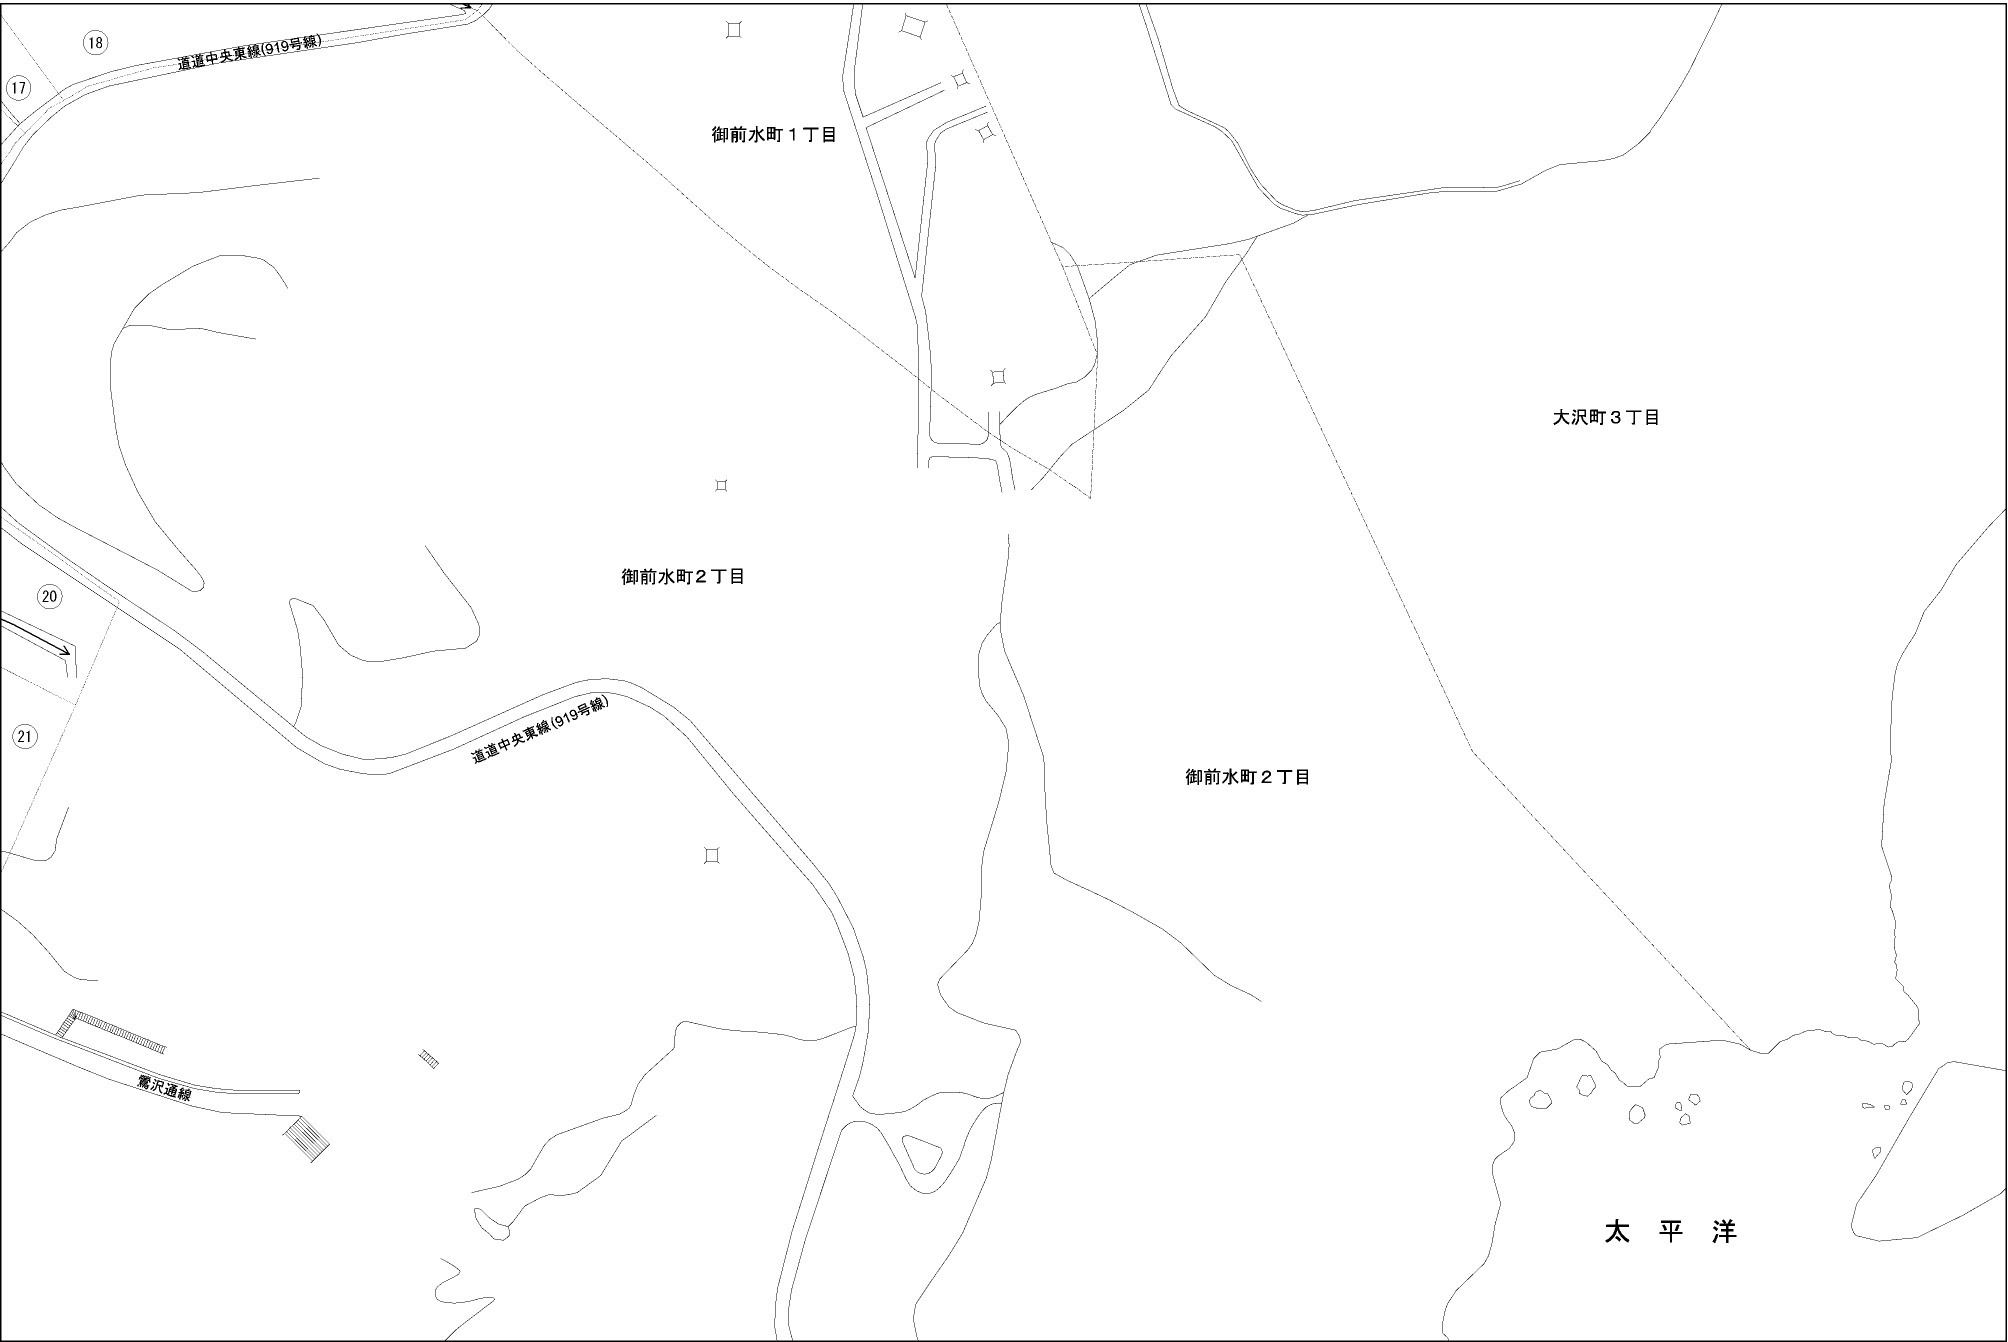 ⑱
道道中央東線(919号線)
⑰
御前水町１丁目
大沢町３丁目
御前水町２丁目
⑳
㉑
道道中央東線(919号線)
御前水町２丁目
鷲沢通線
太平洋